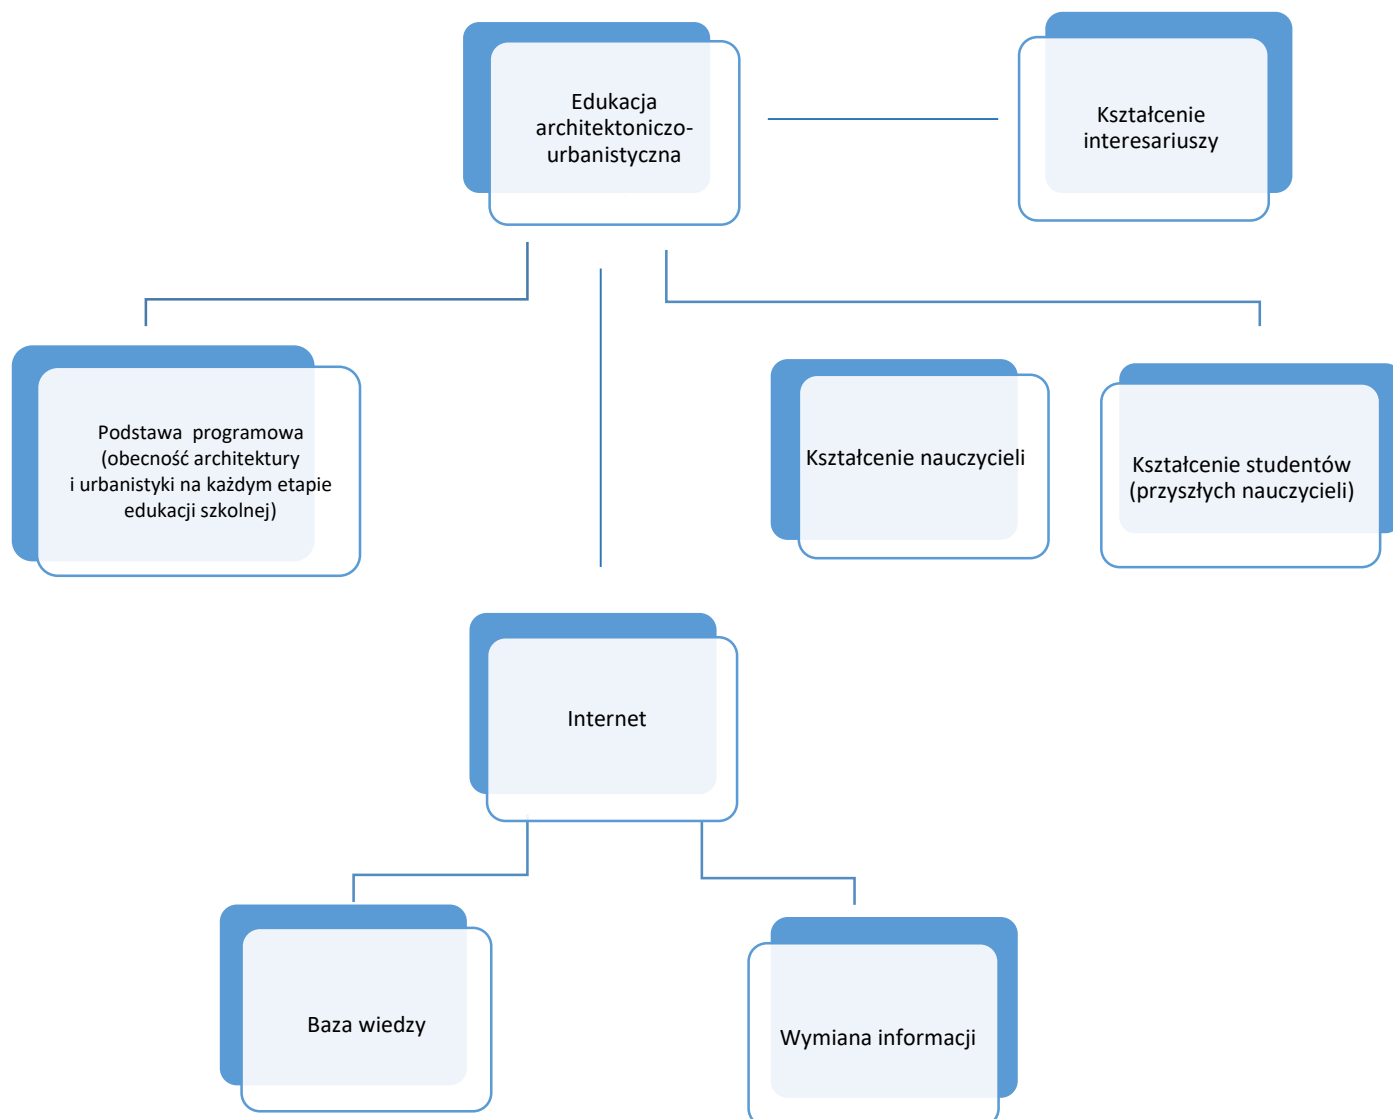 Edukacja
architektoniczo-
urbanistyczna
Kształcenie
interesariuszy
Podstawa programowa
(obecność architektury
i urbanistyki na każdym etapie
edukacji szkolnej)
Kształcenie nauczycieli
Kształcenie studentów
(przyszłych nauczycieli)
Internet
Baza wiedzy
Wymiana informacji